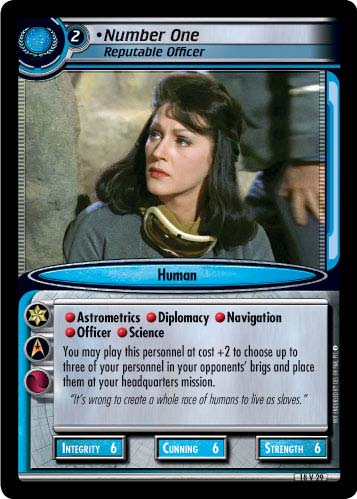 2
•Number One
Reputable Officer
Human
Astrometrics Diplomacy Navigation
Officer Science
You may play this personnel at cost +2 to choose up to
three of your personnel in your opponents' brigs and place
them at your headquarters mission.
"It's wrong to create a whole race of humans to live as slaves."
INTEGRITY 6 CUNNING 6 STRENGTH 6
18 V 29